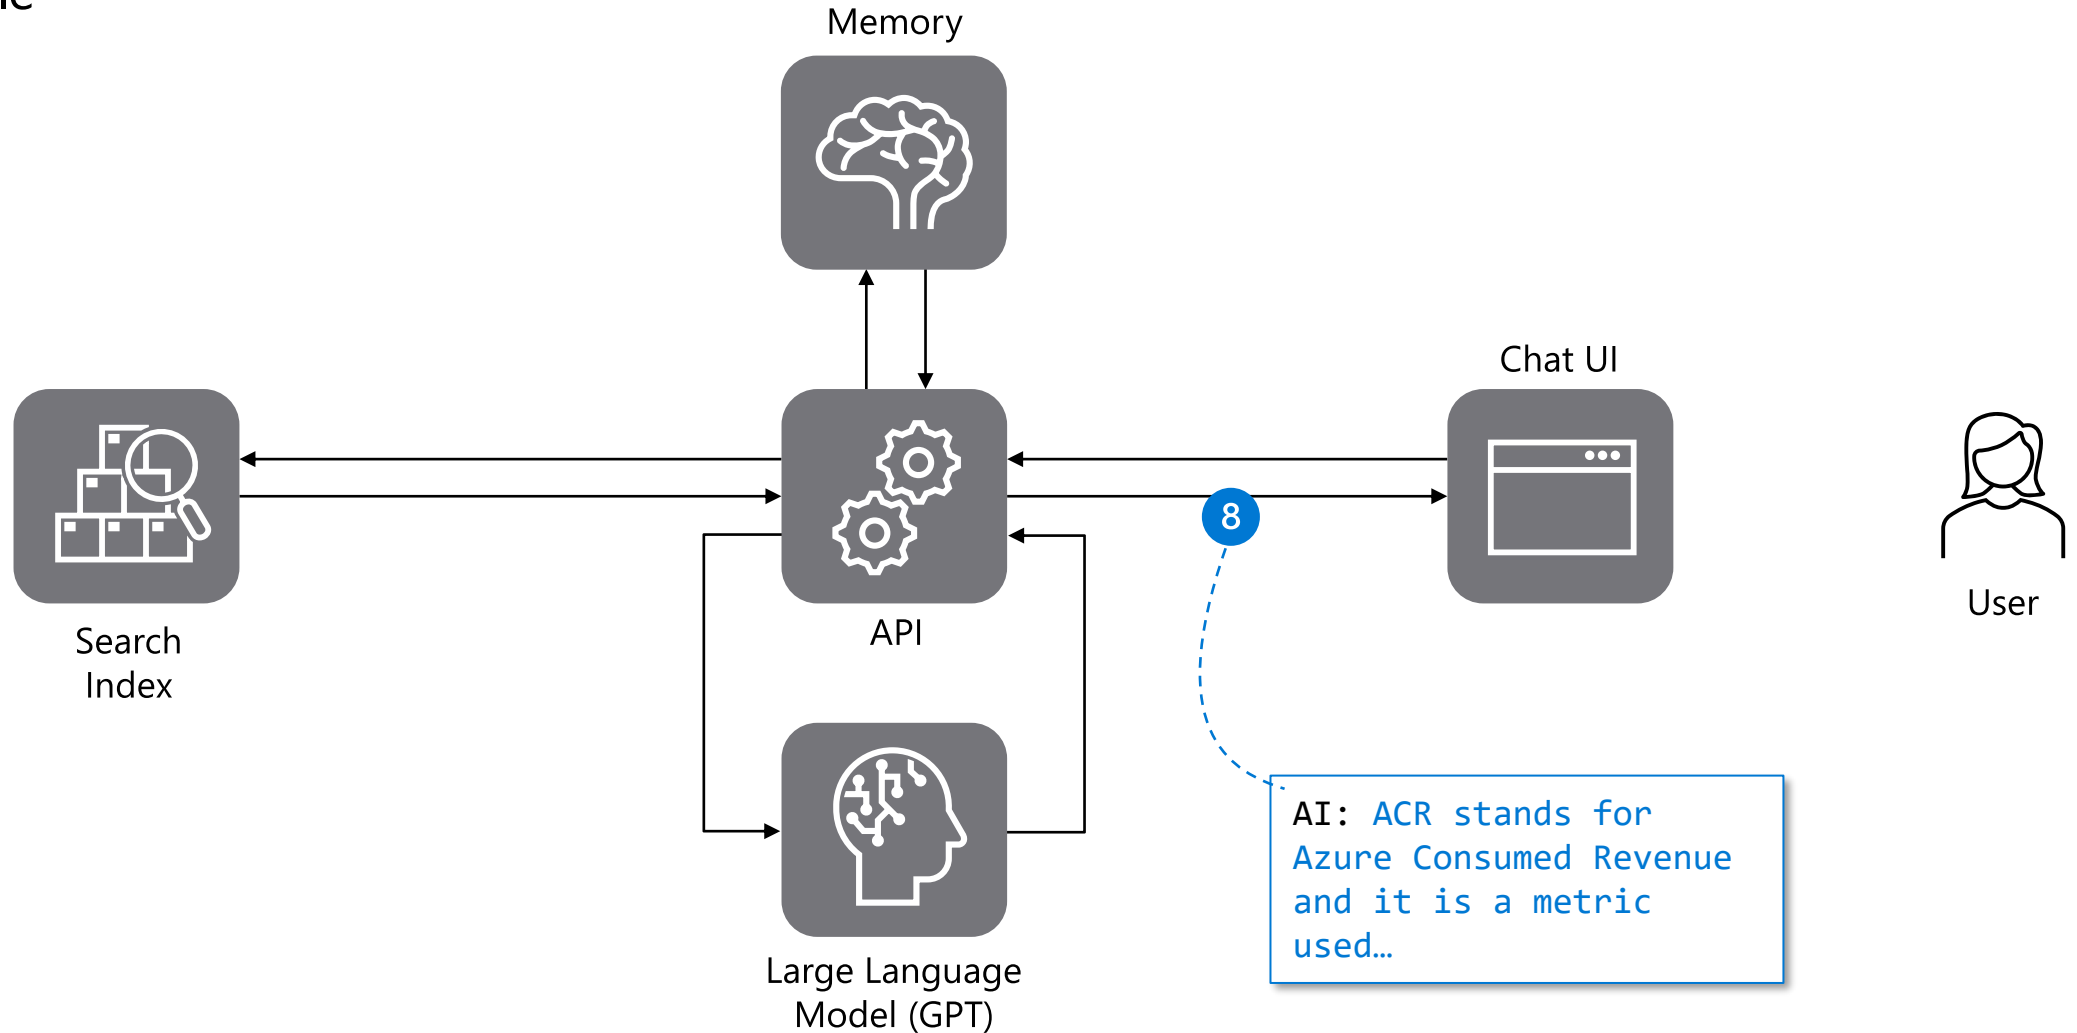 Memory
Chat UI
8
User
API
Search
Index
AI: ACR stands for
Azure Consumed Revenue
and it is a metric
used…
Large Language
Model (GPT)